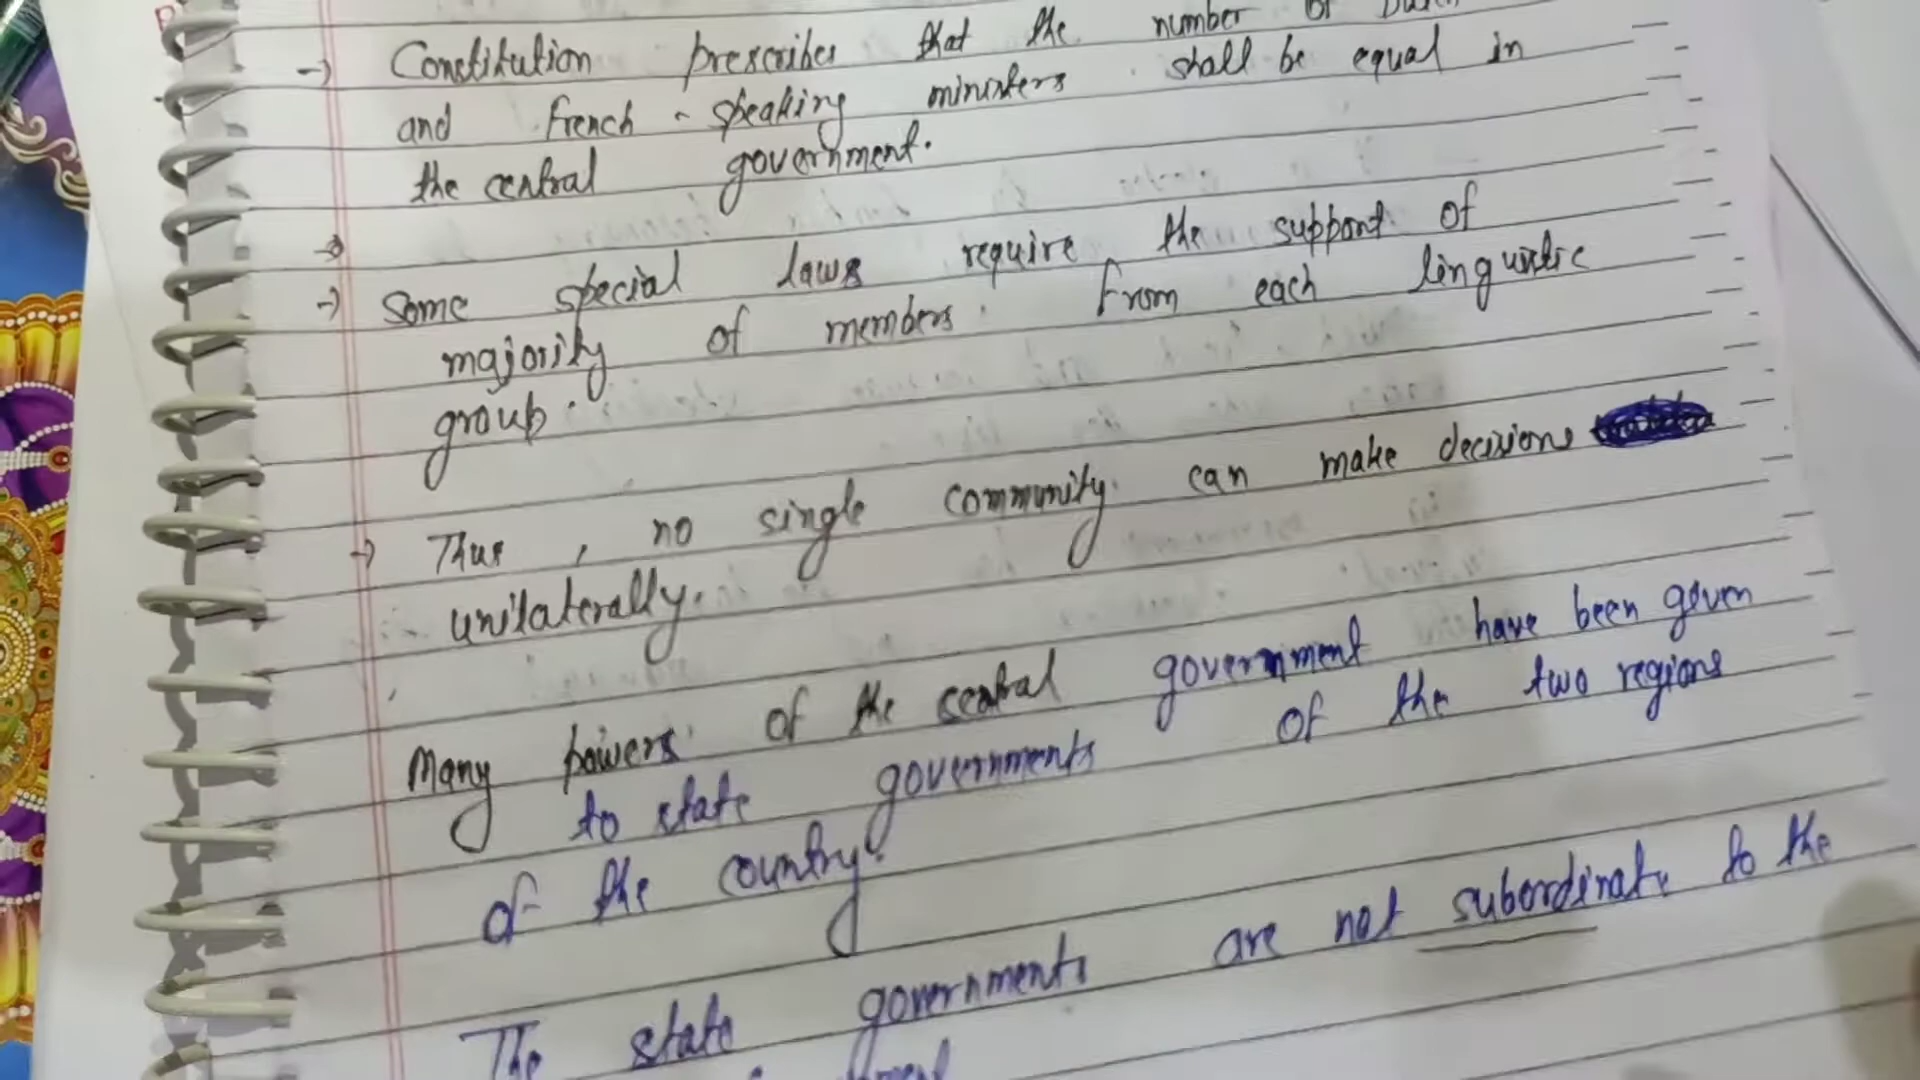 → Constitution prescribes that the number of Dutch
and french - speaking ministers shall be equal in
the central government.
→
→ Some special laws require the support of
majority of members. From each linguistic
group.
→ Thus, no single community can make decisions
unilaterally.
Many powers of the central government have been given
to state governments of the two regions
of the country.
The state governments are not subordinate to the